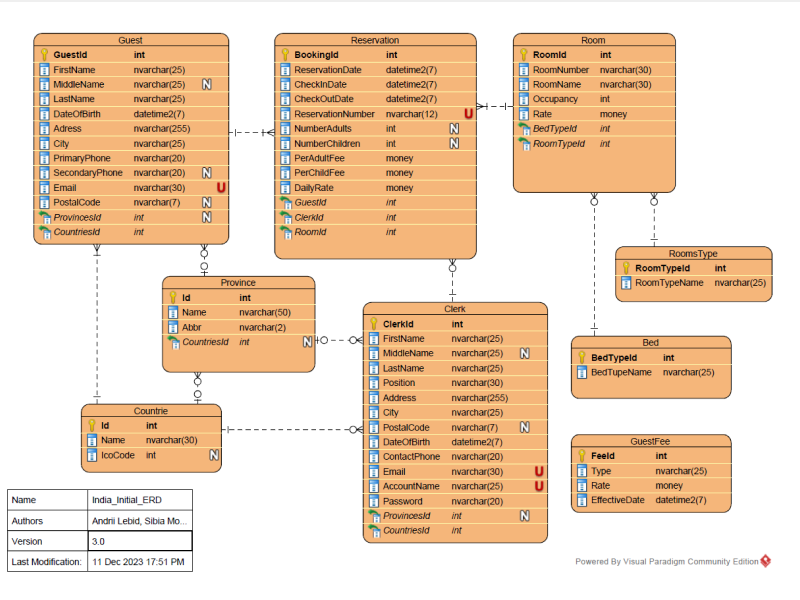 Guest
GuestId int
FirstName nvarchar(25)
MiddleName nvarchar(25) N
LastName nvarchar(25)
DateOfBirth datetime2(7)
Adress nvarchar(255)
City nvarchar(25)
PrimaryPhone nvarchar(20)
SecondaryPhone nvarchar(20) N
Email nvarchar(30) U
PostalCode nvarchar(7) N
ProvincesId int N
CountriesId int
Reservation
BookingId int
ReservationDate datetime2(7)
CheckInDate datetime2(7)
CheckOutDate datetime2(7)
ReservationNumber nvarchar(12) U
NumberAdults int N
NumberChildren int N
PerAdultFee money
PerChildFee money
DailyRate money
GuestId int
ClerkId int
RoomId int
Room
RoomId int
RoomNumber nvarchar(30)
RoomName nvarchar(30)
Occupancy int
Rate money
BedTypeId int
RoomTypeId int
RoomsType
RoomTypeId int
RoomTypeName nvarchar(25)
Province
Id int
Name nvarchar(50)
Abbr nvarchar(2)
CountriesId int N
Clerk
ClerkId int
FirstName nvarchar(25)
MiddleName nvarchar(25) N
LastName nvarchar(25)
Position nvarchar(30)
Address nvarchar(255)
City nvarchar(25)
PostalCode nvarchar(7) N
DateOfBirth datetime2(7)
ContactPhone nvarchar(20)
Email nvarchar(30) U
AccountName nvarchar(25) U
Password nvarchar(20)
ProvincesId int N
CountriesId int
Bed
BedTypeId int
BedTupeName nvarchar(25)
Countrie
Id int
Name nvarchar(30)
IcoCode int N
GuestFee
FeeId int
Type nvarchar(25)
Rate money
EffectiveDate datetime2(7)
Name India_Initial_ERD
Authors Andrii Lebid, Sibia Mo...
Version 3.0
Last Modification: 11 Dec 2023 17:51 PM
Powered By Visual Paradigm Community Edition